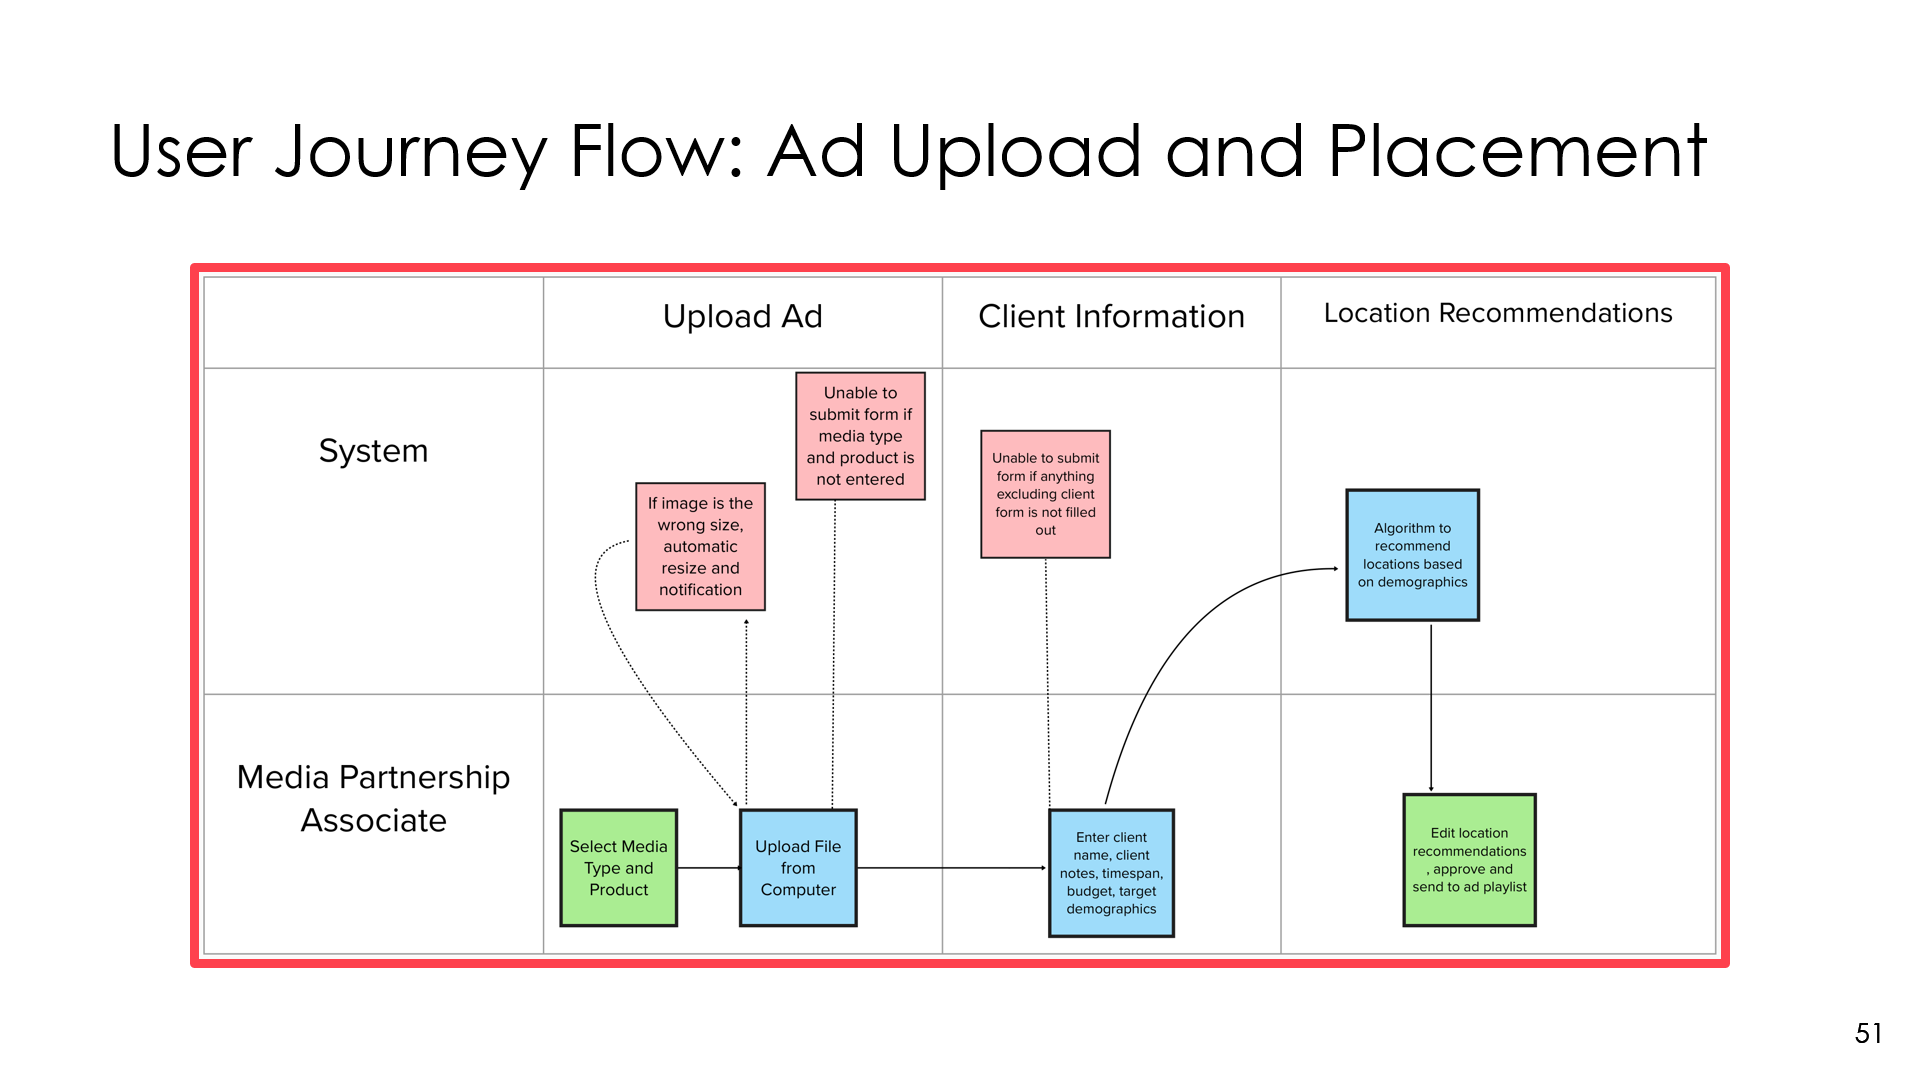 User Journey Flow: Ad Upload and Placement
Upload Ad
Client Information
Location Recommendations
System
If image is the
wrong size,
automatic
resize and
notification
Unable to
submit form if
media type
and product is
not entered
Unable to submit
form if anything
excluding client
form is not filled
out
Algorithm to
recommend
locations based
on demographics
Media Partnership
Associate
Select Media
Type and
Product
Upload File
from
Computer
Enter client
name, client
notes, timespan,
budget, target
demographics
Edit location
recommendations
, approve and
send to ad playlist
51